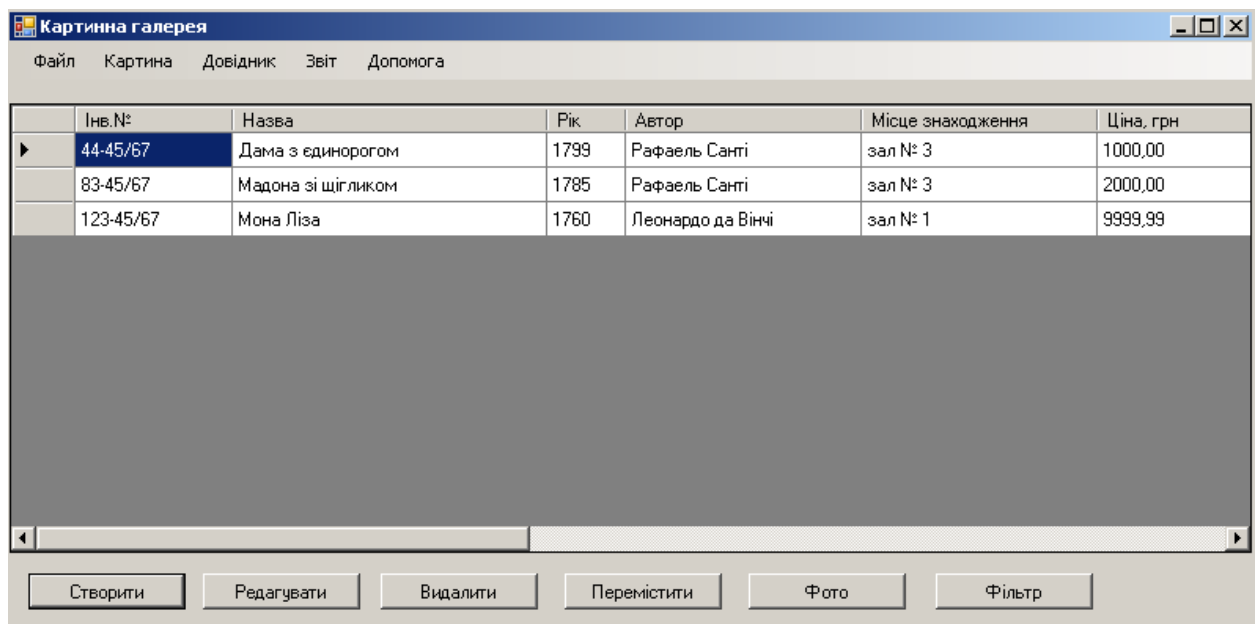 Картинна галерея
Файл Картина Довідник Звіт Допомога
Інв.№ Назва Рік Автор Місце знаходження Ціна, грн
44-45/67 Дама з єдинорогом 1799 Рафаель Санті зал № 3 1000,00
83-45/67 Мадона зі щігликом 1785 Рафаель Санті зал № 3 2000,00
123-45/67 Мона Ліза 1760 Леонардо да Вінчі зал № 1 9999,99
Створити Редагувати Видалити Перемістити Фото Фільтр